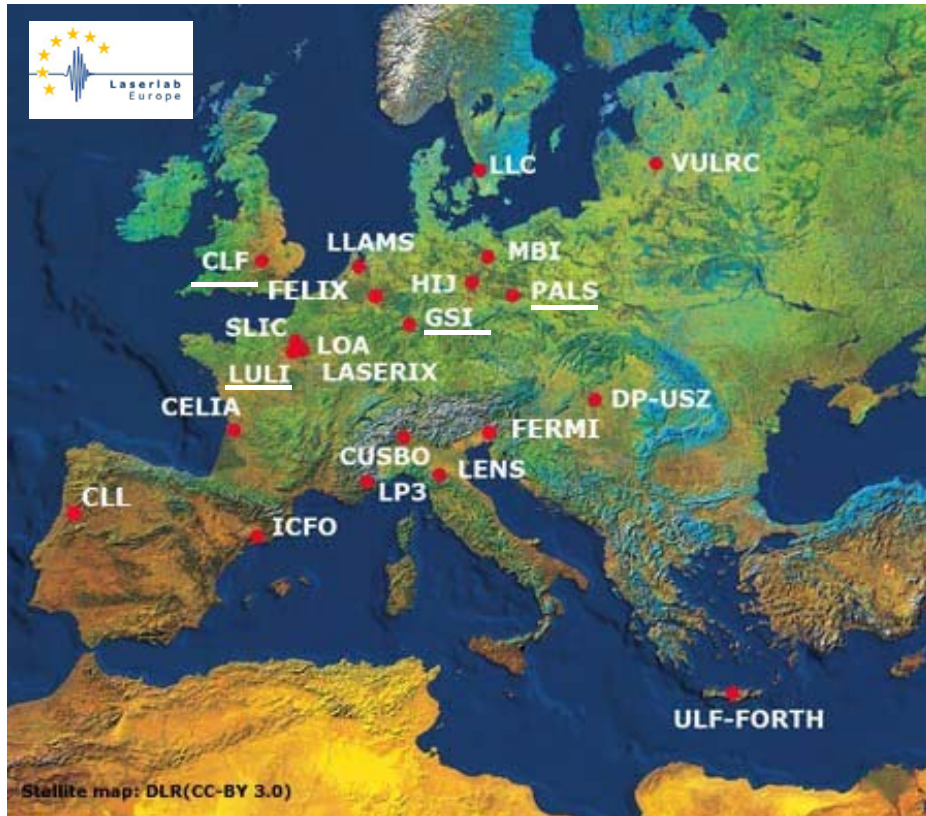 Laserlab
Europe
LLC
VULRC
LLAMS
MBI
CLF
HIJ
FELIX
PALS
GSI
SLIC
LOA
LULI
LASERIX
CELIA
DP-USZ
FERMI
CUSBO
LENS
LP3
CLL
ICFO
ULF-FORTH
Stellite map: DLR(CC-BY 3.0)